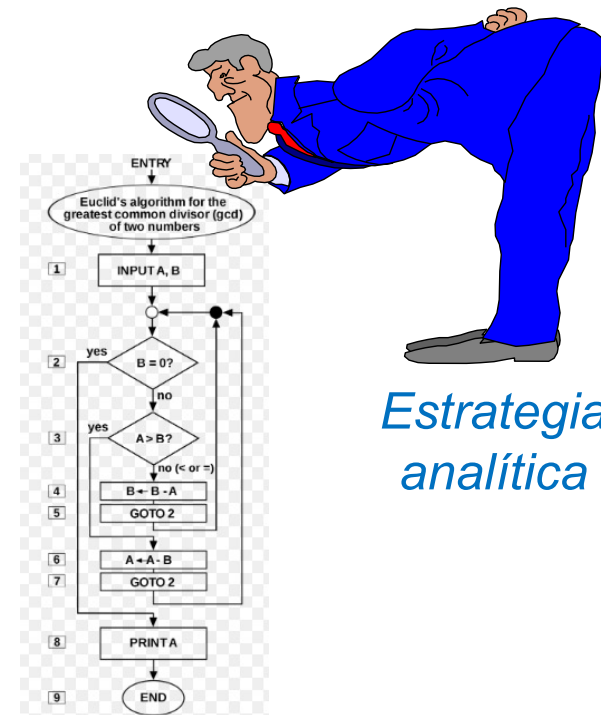 ENTRY
Euclid's algorithm for the
greatest common divisor (gcd)
of two numbers
1
INPUT A, B
2
yes
B = 0?
no
3
yes
A > B?
no (< or =)
4
B ← B - A
5
GOTO 2
6
A ← A - B
7
GOTO 2
8
PRINT A
9
END
Estrategia
analítica